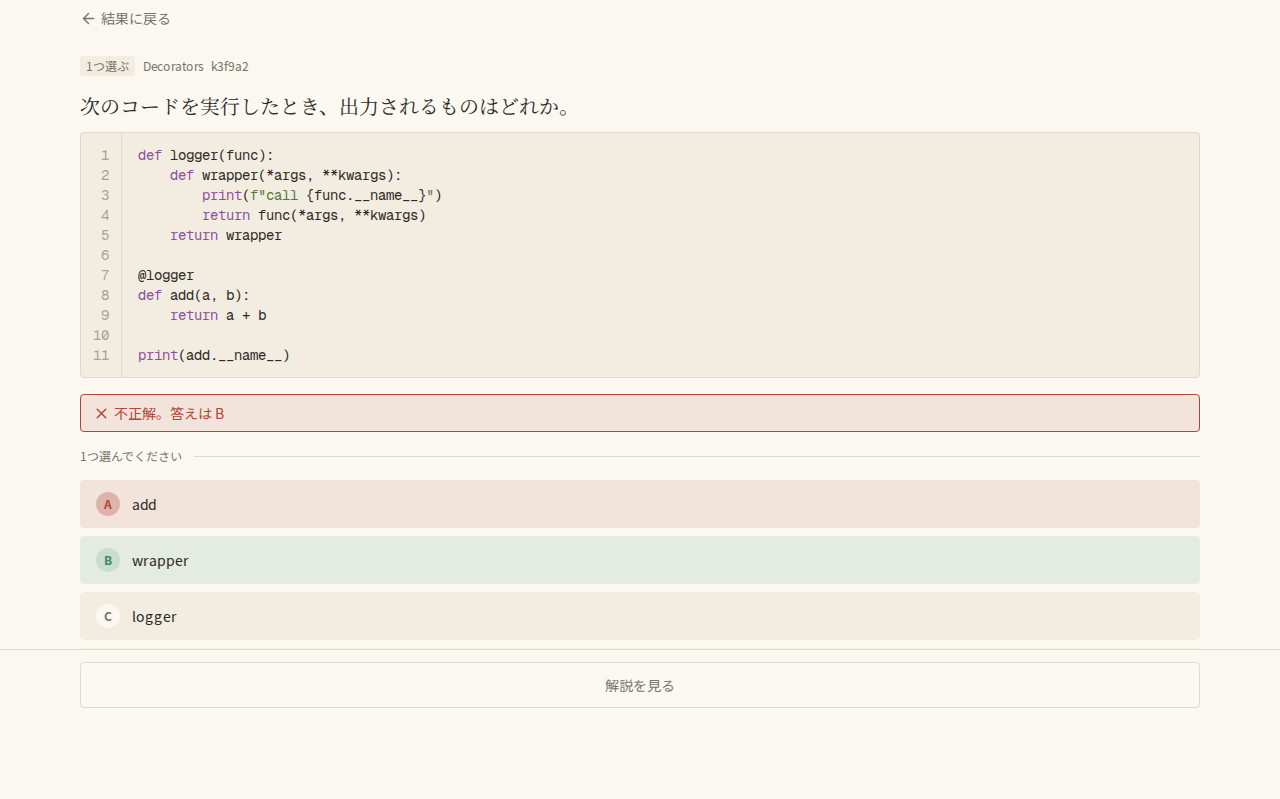 結果に戻る
1つ選ぶ Decorators k3f9a2
次のコードを実行したとき、出力されるものはどれか。
1 def logger(func):
2     def wrapper(*args, **kwargs):
3         print(f"call {func.__name__}")
4         return func(*args, **kwargs)
5     return wrapper
6
7 @logger
8 def add(a, b):
9     return a + b
10
11 print(add.__name__)
不正解。答えは B
1つ選んでください
A add
B wrapper
C logger
解説を見る